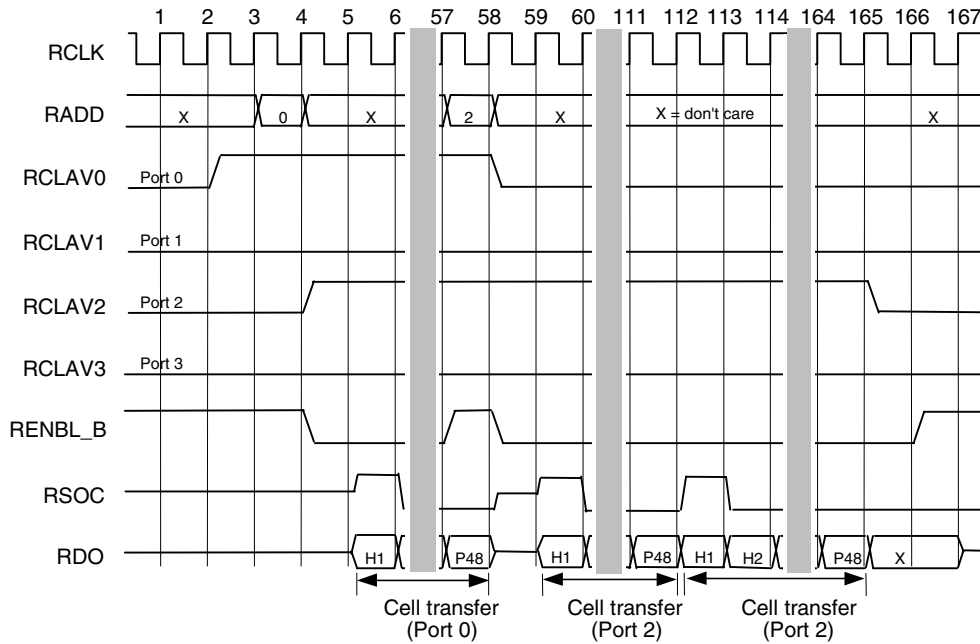 1 2 3 4 5 6 57 58 59 60 111 112 113 114 164 165 166 167
RCLK
RADD X 0 X 2 X X = don't care X
RCLAV0 Port 0
RCLAV1 Port 1
RCLAV2 Port 2
RCLAV3 Port 3
RENBL_B
RSOC
RDO H1 P48 H1 P48 H1 H2 P48 X
Cell transfer Cell transfer Cell transfer
(Port 0) (Port 2) (Port 2)